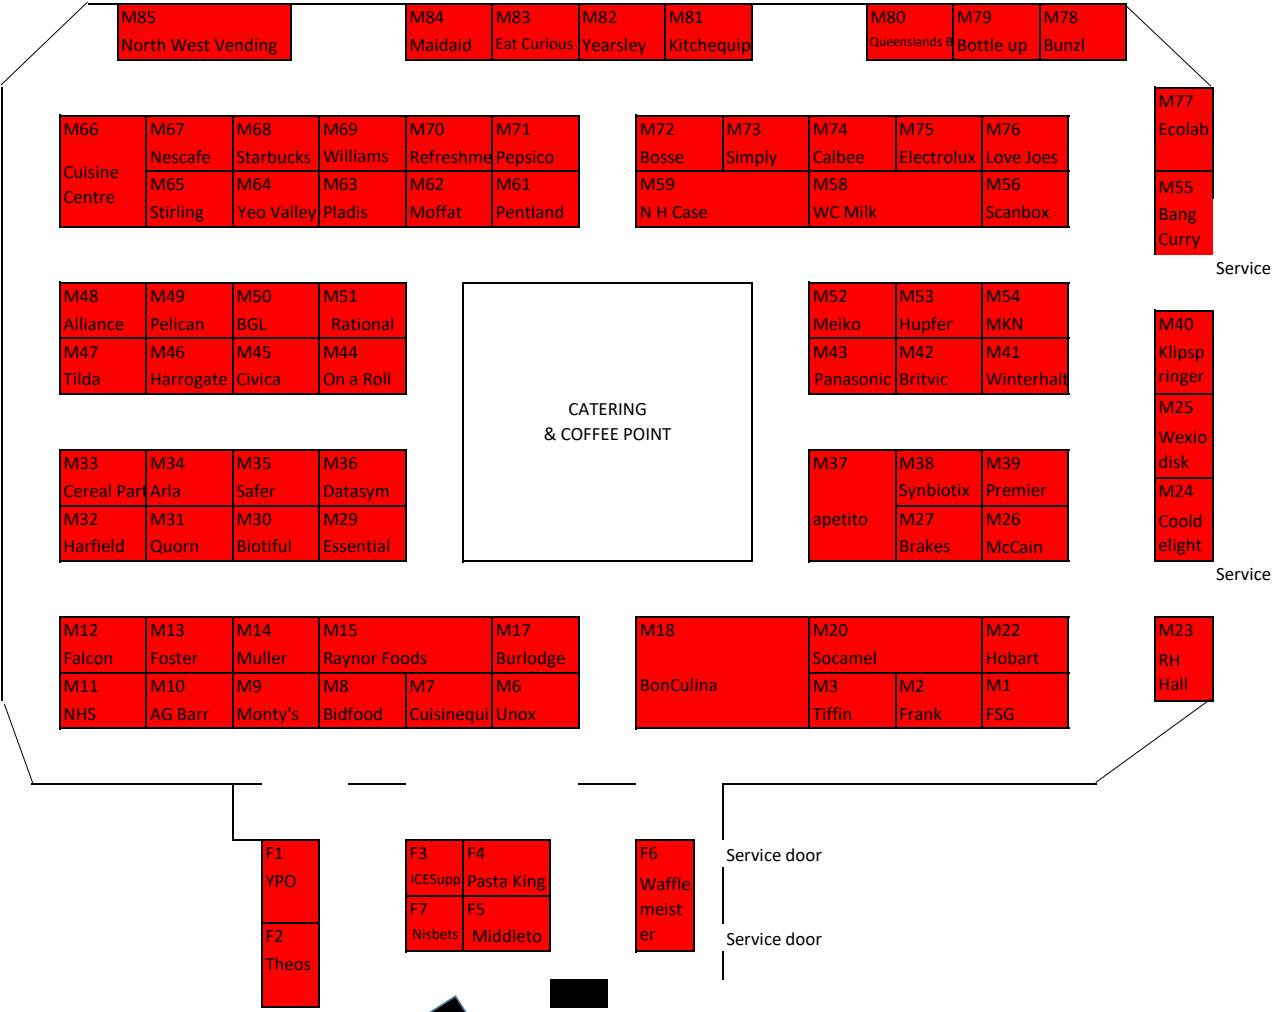 M85 M84 M83 M82 M81 M80 M79 M78
North West Vending Maidaid Eat Curious Yearsley Kitchequip Queenslands B Bottle up Bunzl
M77
Ecolab
M66 M67 M68 M69 M70 M71 M72 M73 M74 M75 M76
Nescafe Starbucks Williams Refreshme Pepsico Bosse Simply Calbee Electrolux Love Joes
Cuisine
Centre
M65 M64 M63 M62 M61 M59 M58 M56
Stirling Yeo Valley Pladis Moffat Pentland N H Case WC Milk Scanbox
M55
Bang
Curry
Service
M48 M49 M50 M51 M52 M53 M54
Alliance Pelican BGL Rational Meiko Hupfer MKN
M47 M46 M45 M44 M43 M42 M41
Tilda Harrogate Civica On a Roll Panasonic Britvic Winterhalt
M40
Klipsp
ringer
CATERING
& COFFEE POINT
M25
Wexio
disk
M33 M34 M35 M36 M37 M38 M39
Cereal Part Arla Safer Datasym Synbiotix Premier
M32 M31 M30 M29 apetito M27 M26
Harfield Quorn Biotiful Essential Brakes McCain
M24
Coold
elight
Service
M12 M13 M14 M15 M17 M18 M20 M22
Falcon Foster Muller Raynor Foods Burlodge Socamel Hobart
M11 M10 M9 M8 M7 M6 BonCulina M3 M2 M1
NHS AG Barr Monty's Bidfood Cuisinequi Unox Tiffin Frank FSG
M23
RH
Hall
F1 F3 F4 F6 Service door
YPO ICESupp Pasta King Waffle
meist
er
F7 F5
Nisbets Middleto
F2 Service door
Theos